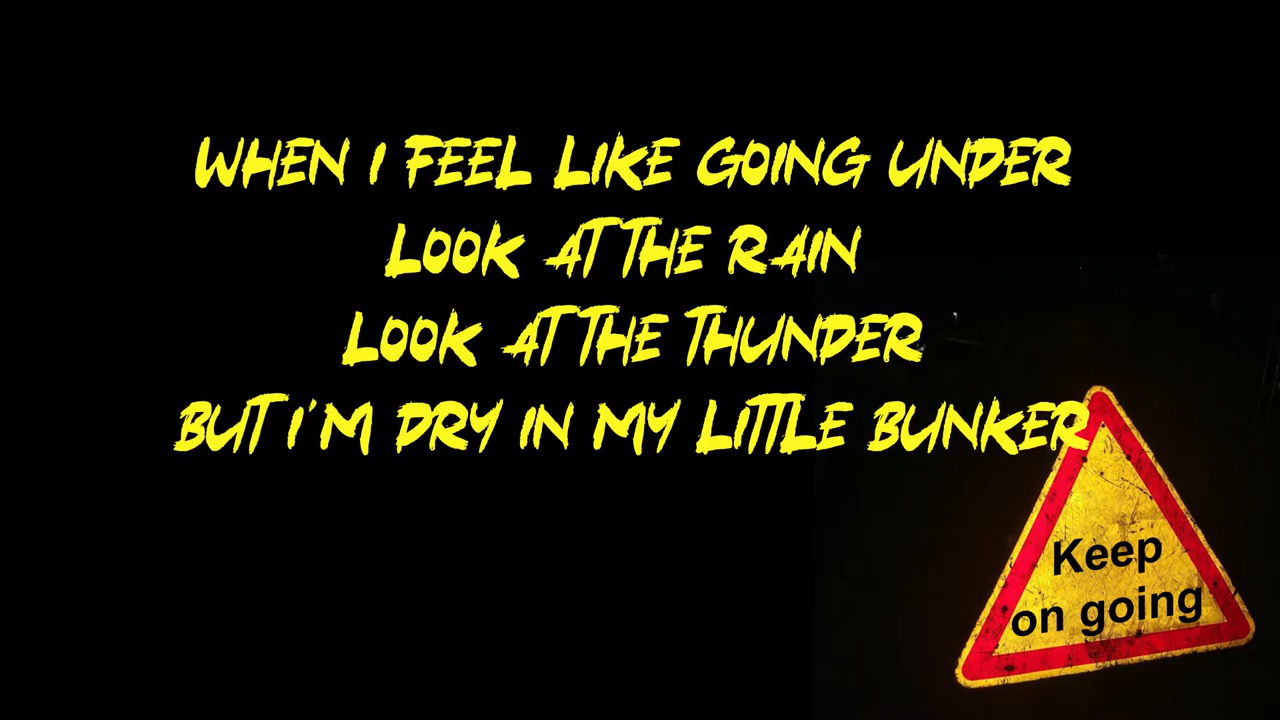 WHEN I FEEL LIKE GOING UNDER
LOOK AT THE RAIN
LOOK AT THE THUNDER
BUT I'M DRY IN MY LITTLE BUNKER
Keep
on going